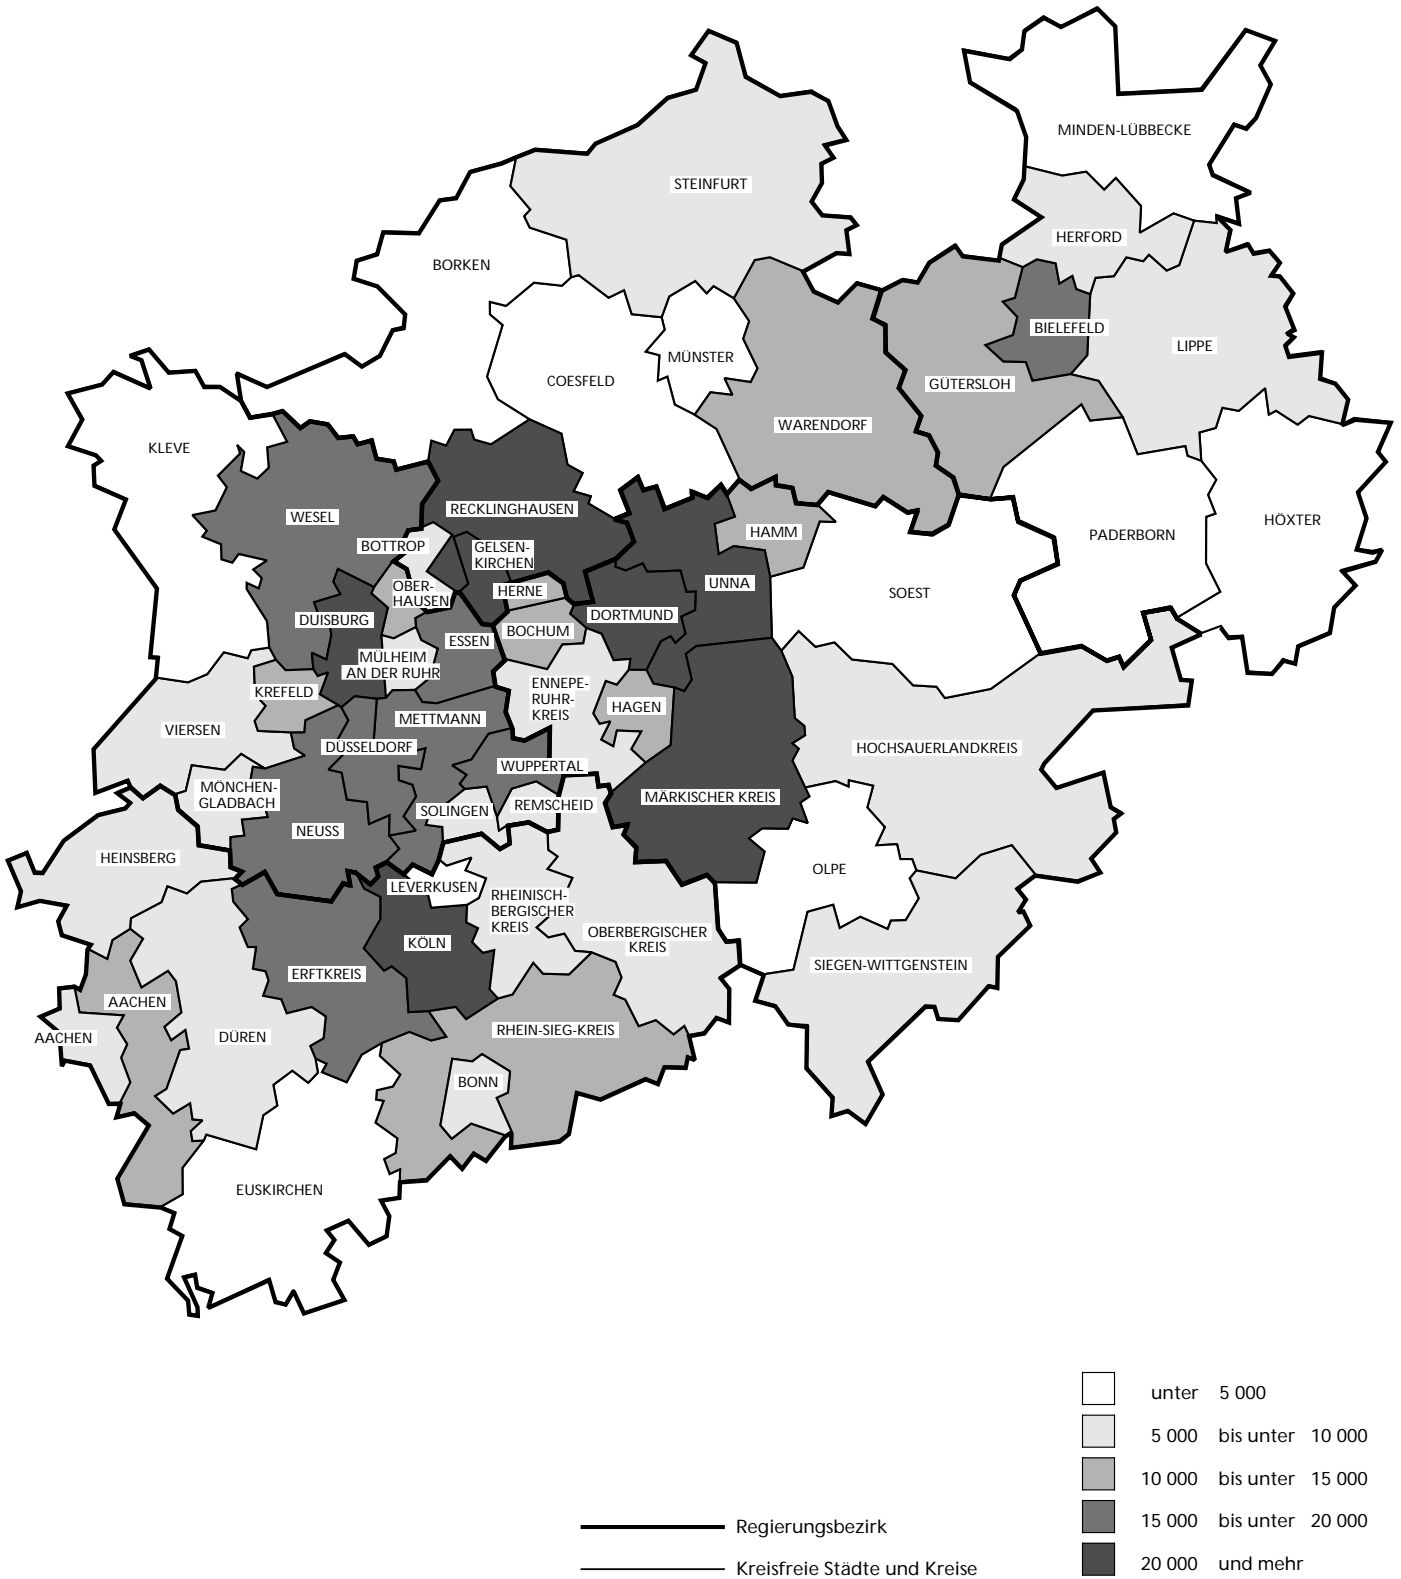 MINDEN-LÜBBECKE
STEINFURT
HERFORD
BORKEN
BIELEFELD
LIPPE
MÜNSTER
COESFELD
GÜTERSLOH
WARENDORF
KLEVE
RECKLINGHAUSEN
WESEL
HÖXTER
HAMM
PADERBORN
BOTTROP
GELSEN-
KIRCHEN
UNNA
OBER-
HAUSEN
HERNE
SOEST
DUISBURG
DORTMUND
BOCHUM
ESSEN
MÜLHEIM
AN DER RUHR
KREFELD
ENNEPE-
RUHR-
KREIS
HAGEN
METTMANN
VIERSEN
DÜSSELDORF
HOCHSAUERLANDKREIS
WUPPERTAL
MÖNCHEN-
GLADBACH
MÄRKISCHER KREIS
SOLINGEN
REMSCHEID
NEUSS
HEINSBERG
OLPE
LEVERKUSEN
RHEINISCH-
BERGISCHER
KREIS
OBERBERGISCHER
KREIS
KÖLN
SIEGEN-WITTGENSTEIN
ERFTKREIS
AACHEN
RHEIN-SIEG-KREIS
AACHEN
DÜREN
BONN
EUSKIRCHEN
unter 5 000
5 000 bis unter 10 000
10 000 bis unter 15 000
15 000 bis unter 20 000
20 000 und mehr
Regierungsbezirk
Kreisfreie Städte und Kreise